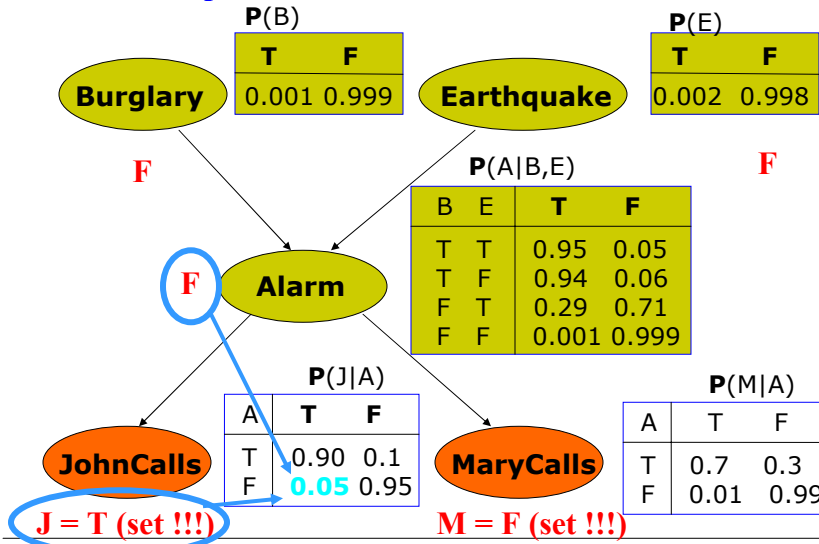 P(B)
T F
0.001 0.999
Burglary
P(E)
T F
0.002 0.998
Earthquake
F
F
P(A|B,E)
B E T F
T T 0.95 0.05
T F 0.94 0.06
F T 0.29 0.71
F F 0.001 0.999
F
Alarm
P(J|A)
A T F
T 0.90 0.1
F 0.05 0.95
JohnCalls
J = T (set !!!)
P(M|A)
A T F
T 0.7 0.3
F 0.01 0.99
MaryCalls
M = F (set !!!)